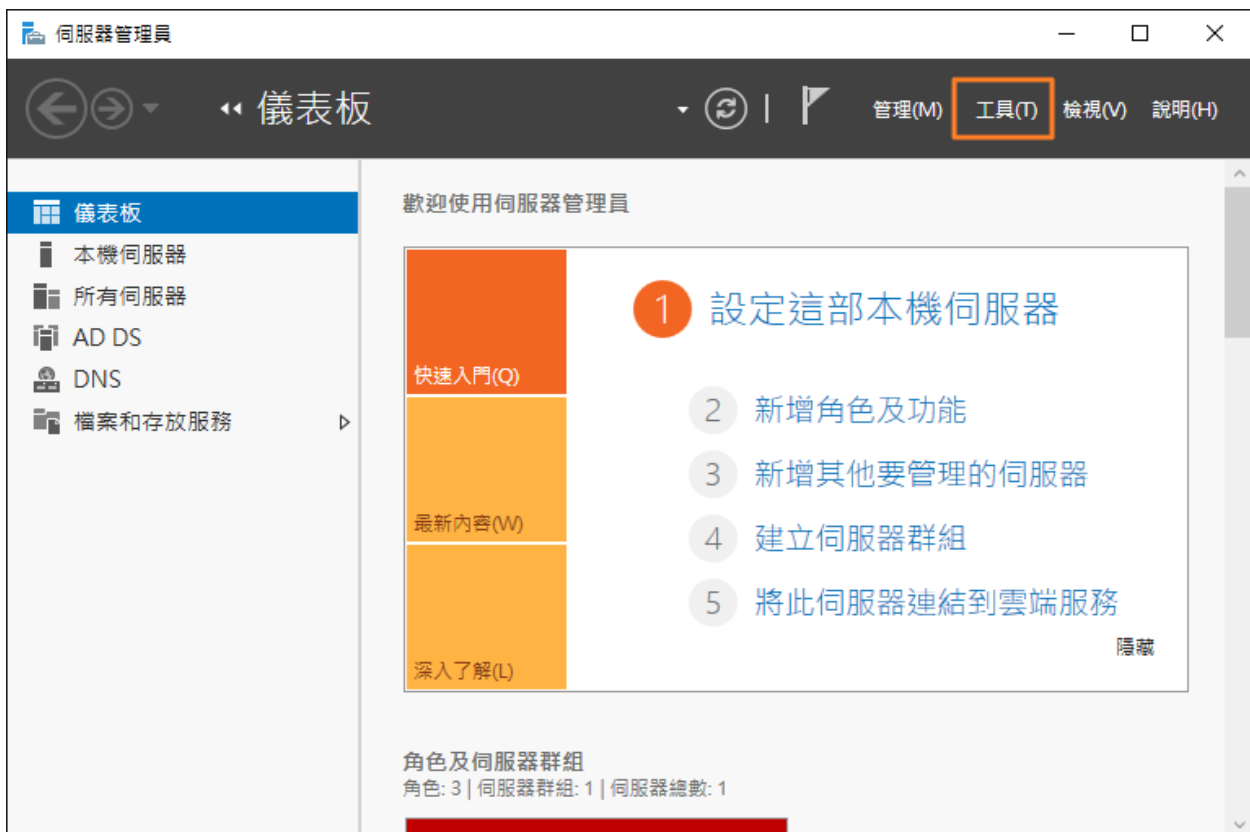 伺服器管理員
儀表板
管理(M) 工具(T) 檢視(V) 說明(H)
儀表板
本機伺服器
所有伺服器
AD DS
DNS
檔案和存放服務
歡迎使用伺服器管理員
快速入門(Q)
最新內容(W)
深入了解(L)
1 設定這部本機伺服器
2 新增角色及功能
3 新增其他要管理的伺服器
4 建立伺服器群組
5 將此伺服器連結到雲端服務
隱藏
角色及伺服器群組
角色: 3 | 伺服器群組: 1 | 伺服器總數: 1